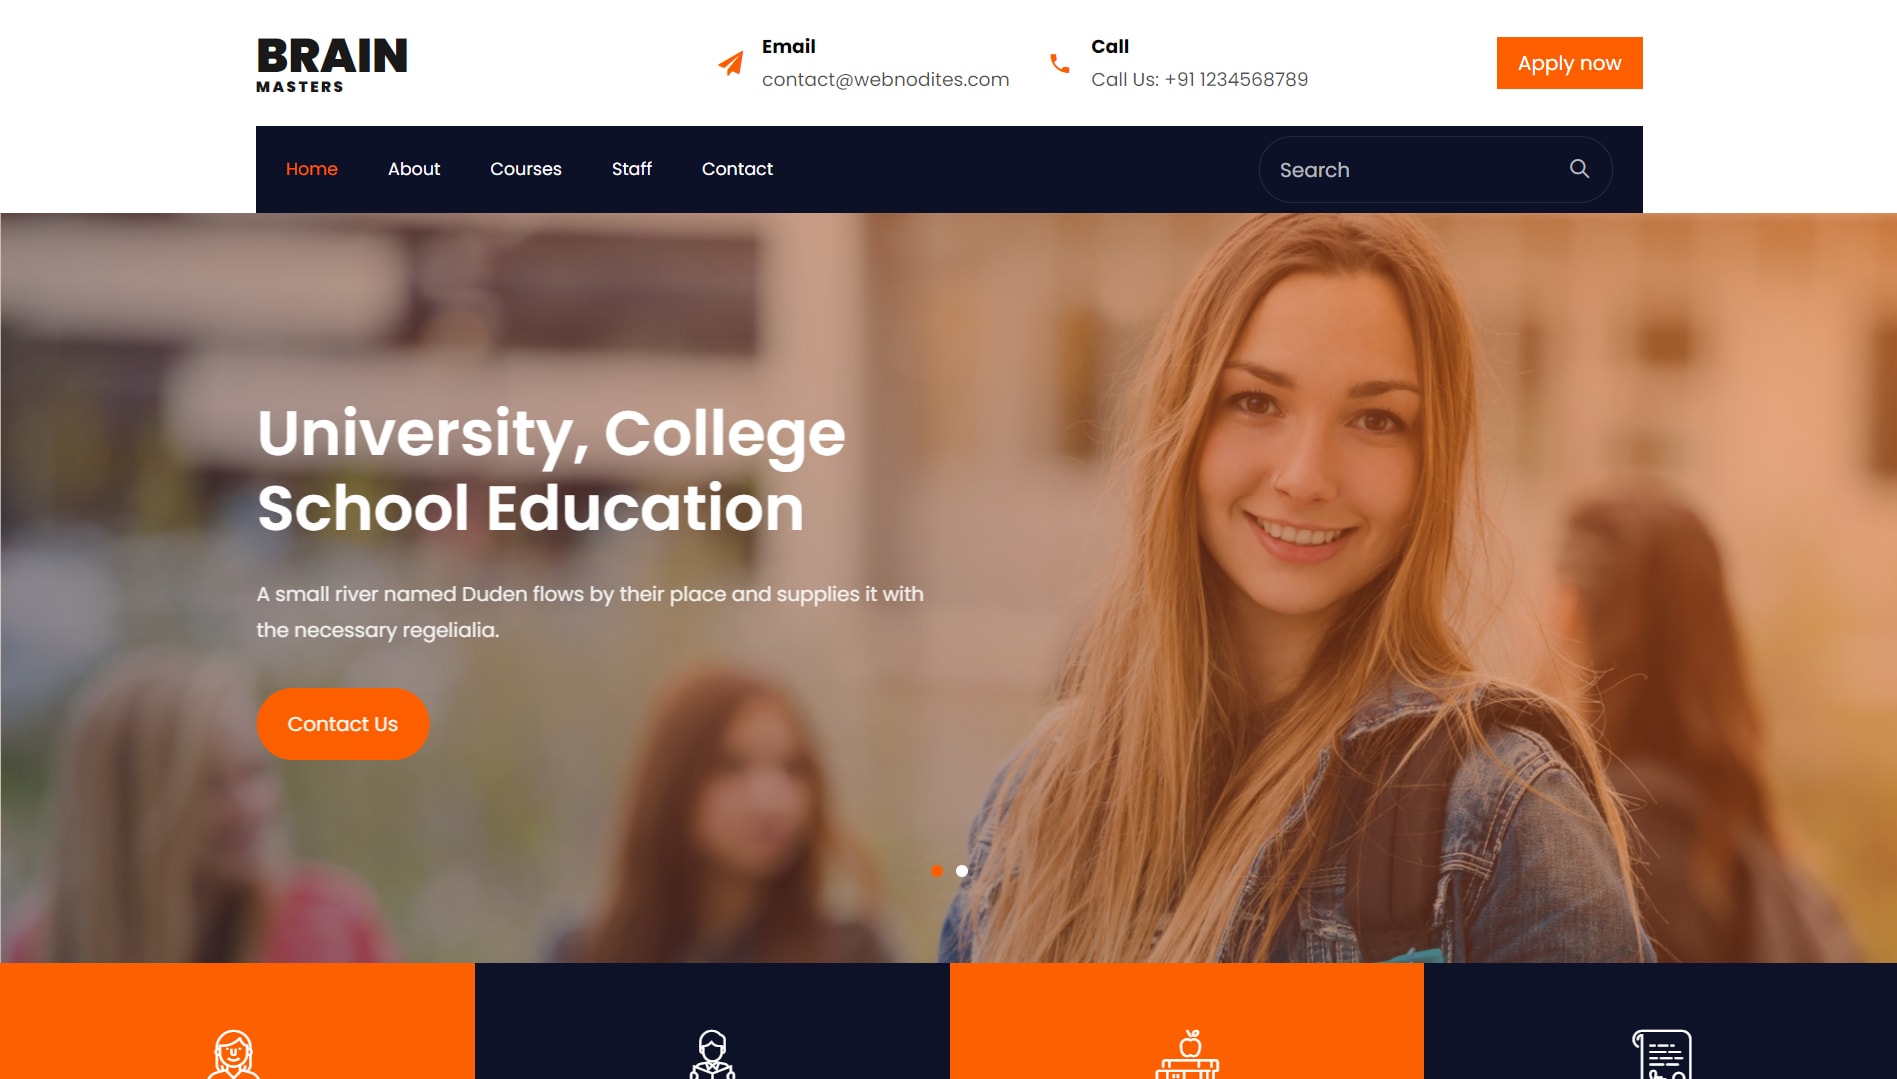 BRAIN
MASTERS
Email
contact@webnodites.com
Call
Call Us: +91 1234568789
Apply now
Home
About
Courses
Staff
Contact
Search
University, College
School Education
A small river named Duden flows by their place and supplies it with
the necessary regelialia.
Contact Us